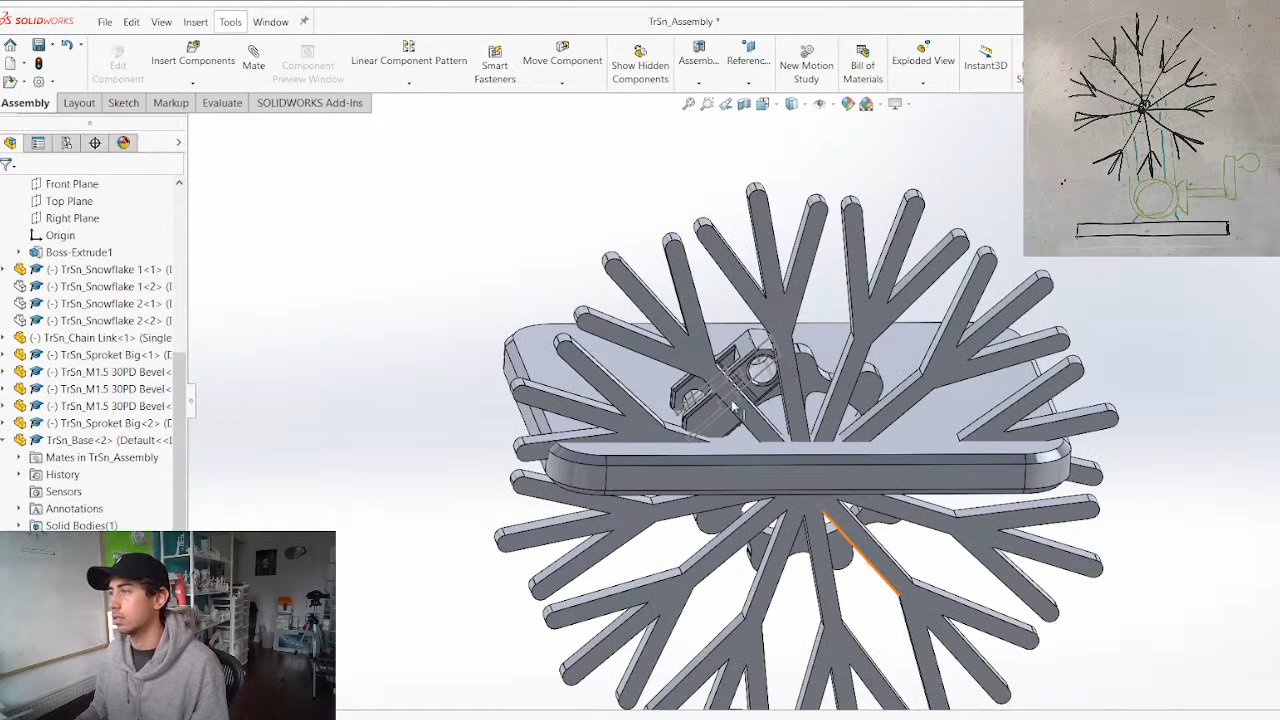 SOLIDWORKS File Edit View Insert Tools Window TrSn_Assembly *
Edit Component
Insert Components
Mate
Component Preview Window
Linear Component Pattern
Smart Fasteners
Move Component
Show Hidden Components
Assemb...
Referenc...
New Motion Study
Bill of Materials
Exploded View
Instant3D
Assembly Layout Sketch Markup Evaluate SOLIDWORKS Add-Ins
Front Plane
Top Plane
Right Plane
Origin
Boss-Extrude1
(-) TrSn_Snowflake 1<1> (D
(-) TrSn_Snowflake 1<2> (D
(-) TrSn_Snowflake 2<1> (D
(-) TrSn_Snowflake 2<2> (D
(-) TrSn_Chain Link<1> (Single
(-) TrSn_Sproket Big<1> (D
(-) TrSn_M1.5 30PD Bevel
(-) TrSn_M1.5 30PD Bevel
(-) TrSn_M1.5 30PD Bevel
(-) TrSn_Sproket Big<2> (D
TrSn_Base<2> (Default<<
Mates in TrSn_Assembly
History
Sensors
Annotations
Solid Bodies(1)